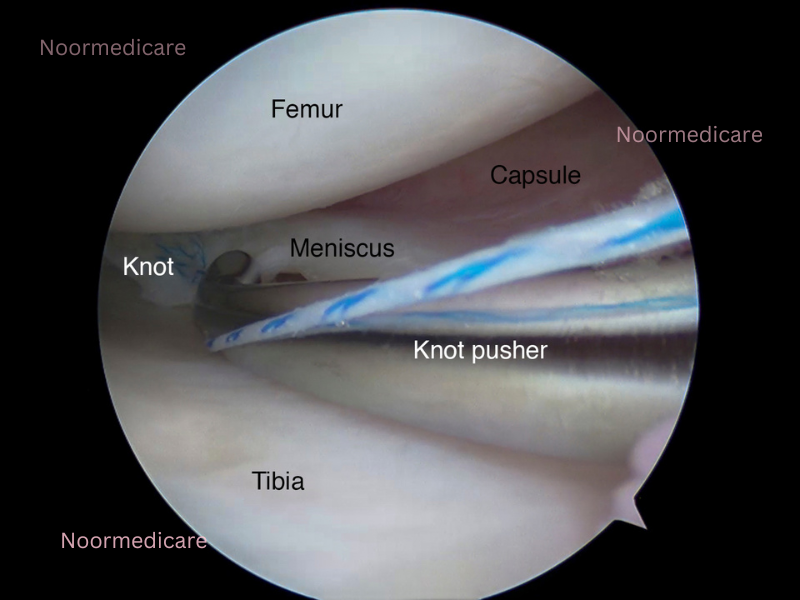 Noormedicare
Femur
Noormedicare
Capsule
Meniscus
Knot
Knot pusher
Tibia
Noormedicare